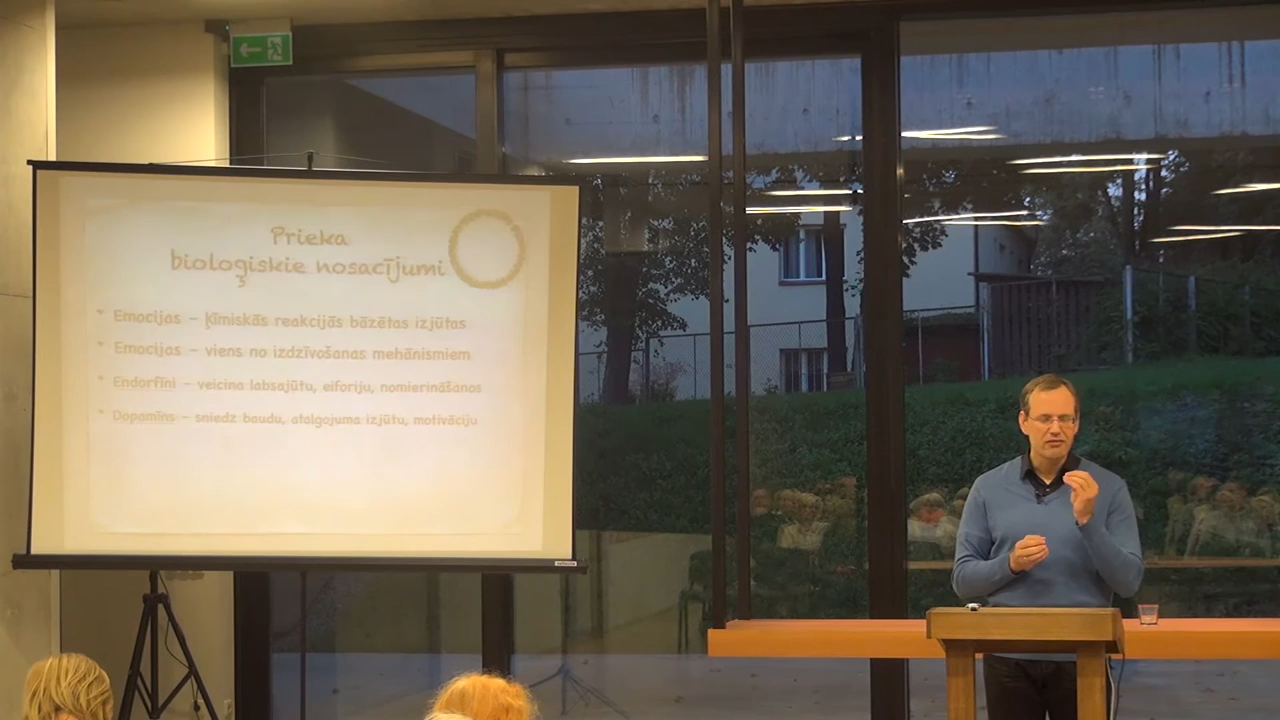 Prieka
bioloģiskie nosacījumi
* Emocijas – Ķīmiskās reakcijās bāzētas izjūtas
* Emocijas – viens no izdzīvošanas mehānismiem
* Endorfīni – veicina labsajūtu, eiforiju, nomierināšanos
* Dopamīns – sniedz baudu, atalgojuma izjūtu, motivāciju